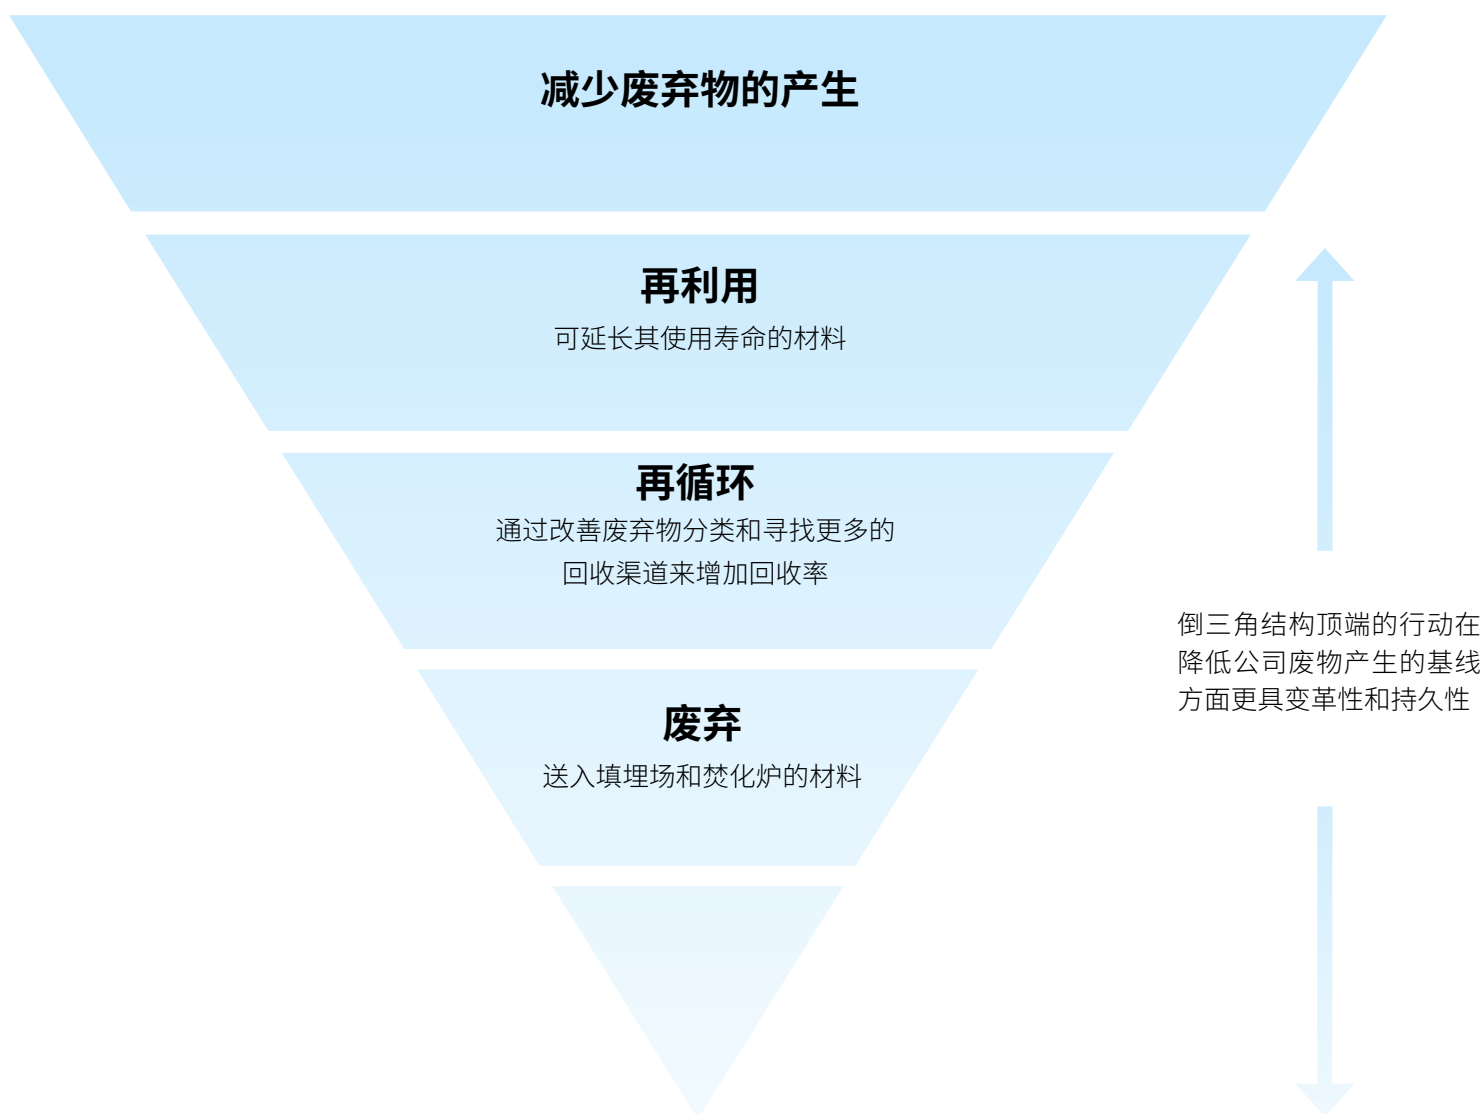 减少废弃物的产生
再利用
可延长其使用寿命的材料
再循环
通过改善废弃物分类和寻找更多的
回收渠道来增加回收率
废弃
送入填埋场和焚化炉的材料
倒三角结构顶端的行动在
降低公司废物产生的基线
方面更具变革性和持久性